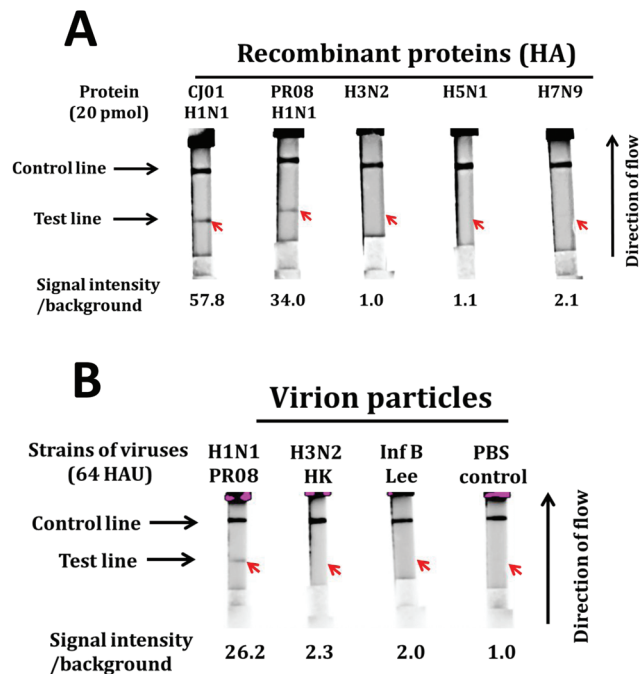 A
Recombinant proteins (HA)
Protein
(20 pmol)
CJ01
H1N1
PR08
H1N1
H3N2
H5N1
H7N9
Control line
Test line
Direction of flow
Signal intensity
/background
57.8
34.0
1.0
1.1
2.1
B
Virion particles
Strains of viruses
(64 HAU)
H1N1
PR08
H3N2
HK
Inf B
Lee
PBS
control
Control line
Test line
Direction of flow
Signal intensity
/background
26.2
2.3
2.0
1.0